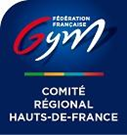 FÉDÉRATION
FRANÇAISE
Gym
COMITÉ
RÉGIONAL
HAUTS-DE-FRANCE